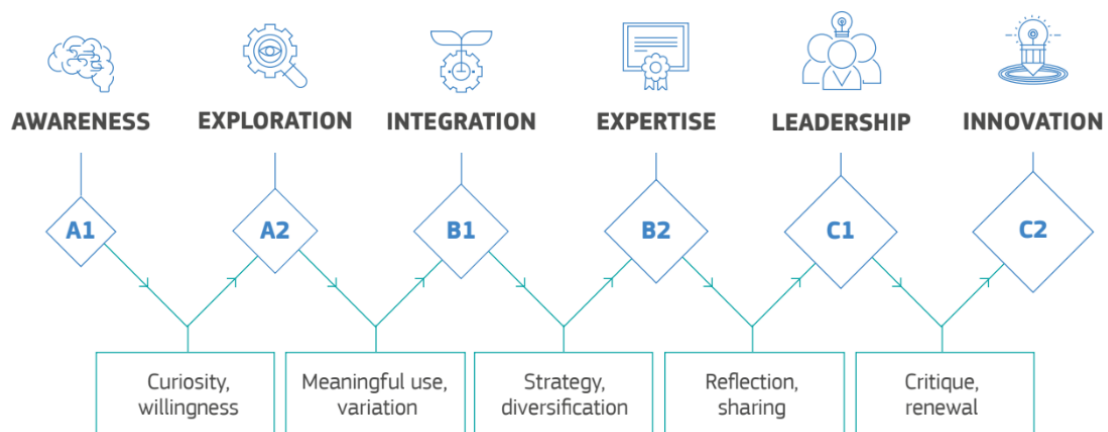 AWARENESS EXPLORATION INTEGRATION EXPERTISE LEADERSHIP INNOVATION
A1 A2 B1 B2 C1 C2
Curiosity,
willingness
Meaningful use,
variation
Strategy,
diversification
Reflection,
sharing
Critique,
renewal